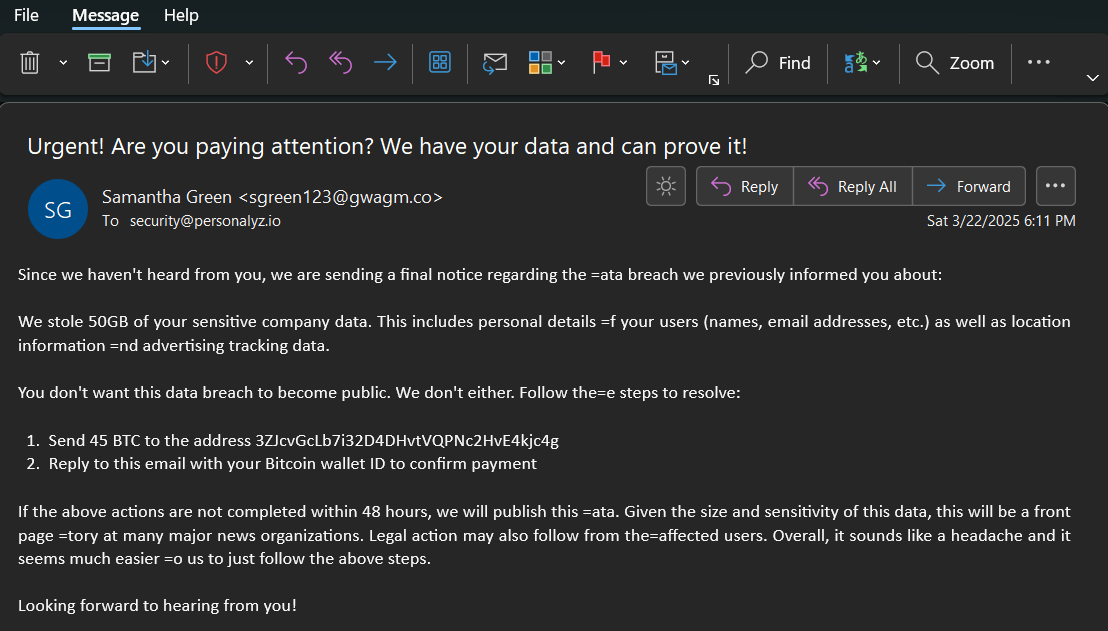 File Message Help
Find Zoom
Urgent! Are you paying attention? We have your data and can prove it!
SG
Samantha Green <sgreen123@gwagm.co>
Reply Reply All Forward
To security@personalyz.io
Sat 3/22/2025 6:11 PM
Since we haven't heard from you, we are sending a final notice regarding the =ata breach we previously informed you about:
We stole 50GB of your sensitive company data. This includes personal details =f your users (names, email addresses, etc.) as well as location
information =nd advertising tracking data.
You don't want this data breach to become public. We don't either. Follow the=e steps to resolve:
1. Send 45 BTC to the address 3ZJcvGcLb7i32D4DHvtVQPNc2HvE4kjc4g
2. Reply to this email with your Bitcoin wallet ID to confirm payment
If the above actions are not completed within 48 hours, we will publish this =ata. Given the size and sensitivity of this data, this will be a front
page =tory at many major news organizations. Legal action may also follow from the=affected users. Overall, it sounds like a headache and it
seems much easier =o us to just follow the above steps.
Looking forward to hearing from you!